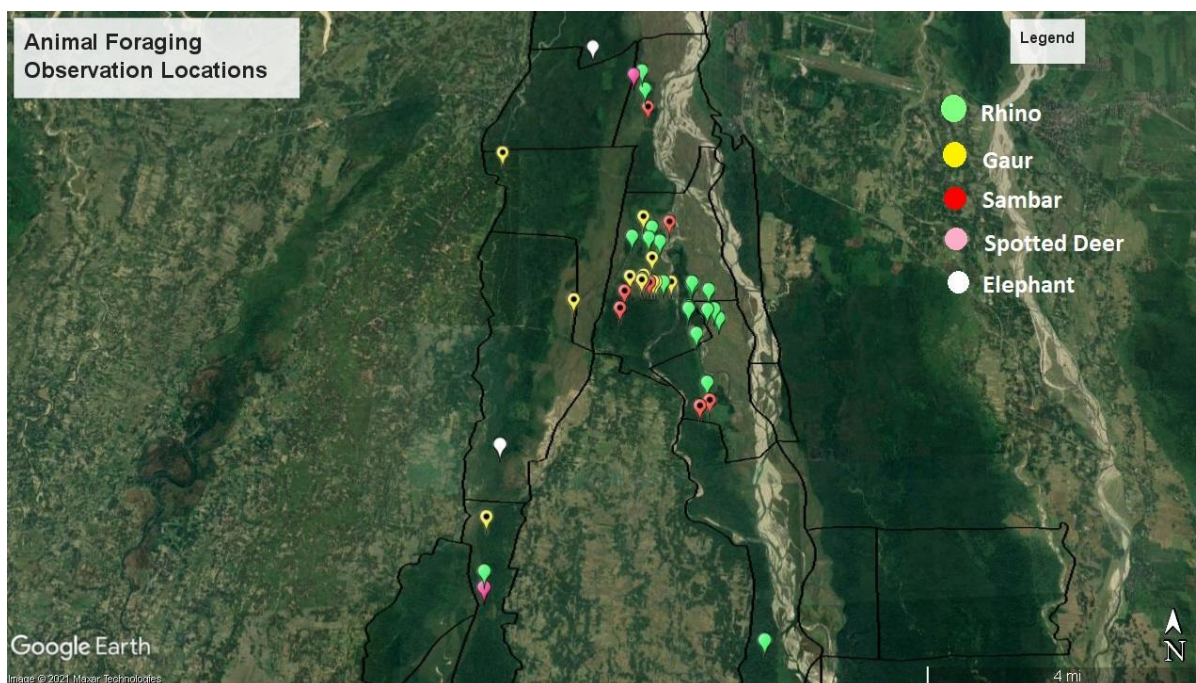 Animal Foraging
Observation Locations
Legend
Rhino
Gaur
Sambar
Spotted Deer
Elephant
Google Earth
N
Image © 2021 Maxar Technologies
4 mi